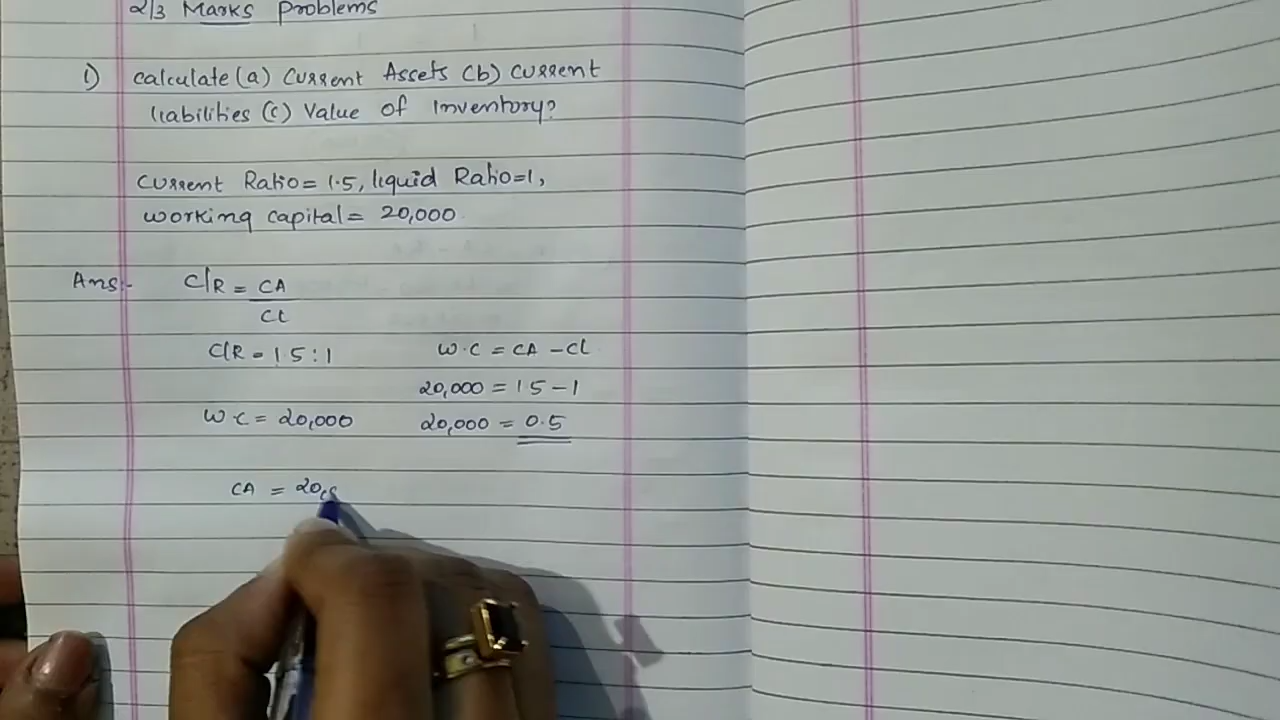 2/3 Marks Problems
1) Calculate (a) Current Assets (b) Current
liabilities (c) Value of Inventory?
Current Ratio = 1.5, liquid Ratio = 1,
working capital = 20,000.
Ans:- C/R = CA
CL
C/R = 1.5 : 1
W.C = CA - CL
20,000 = 1.5 - 1
W.C = 20,000
20,000 = 0.5
CA = 20,